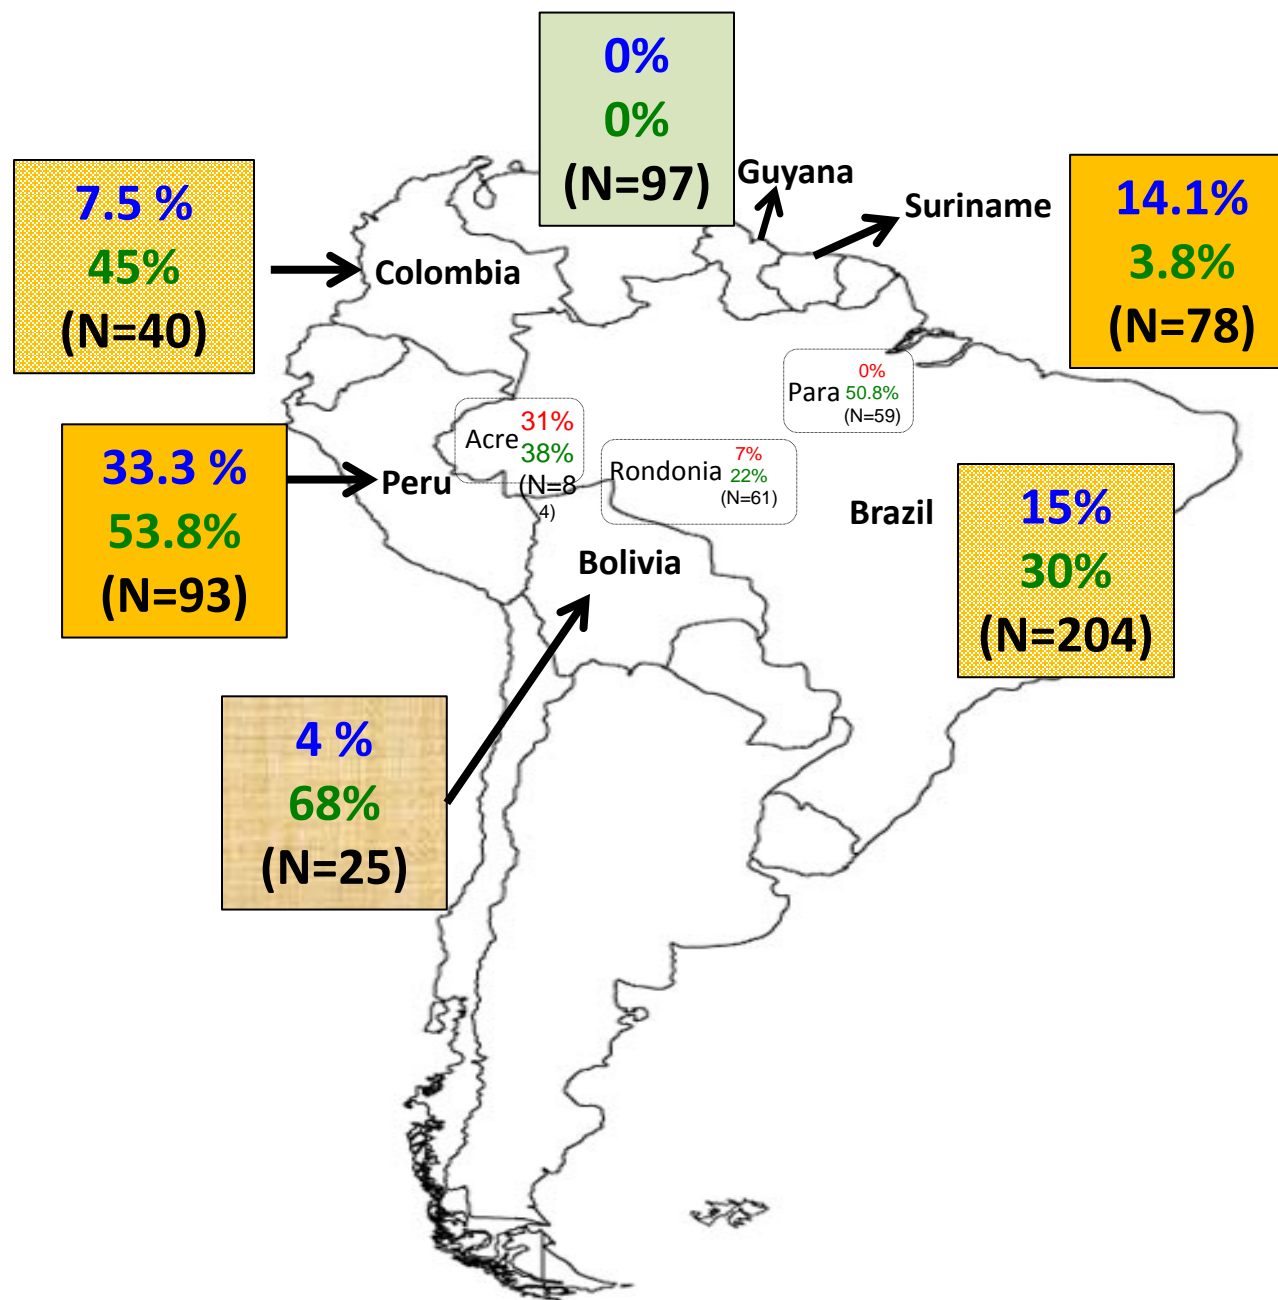 0%
0%
(N=97)
Guyana
Suriname
14.1%
3.8%
(N=78)
7.5 %
45%
(N=40)
Colombia
Para
0%
50.8%
(N=59)
Acre
31%
38%
(N=8
4)
Rondonia
7%
22%
(N=61)
33.3 %
53.8%
(N=93)
Peru
Brazil
15%
30%
(N=204)
Bolivia
4 %
68%
(N=25)